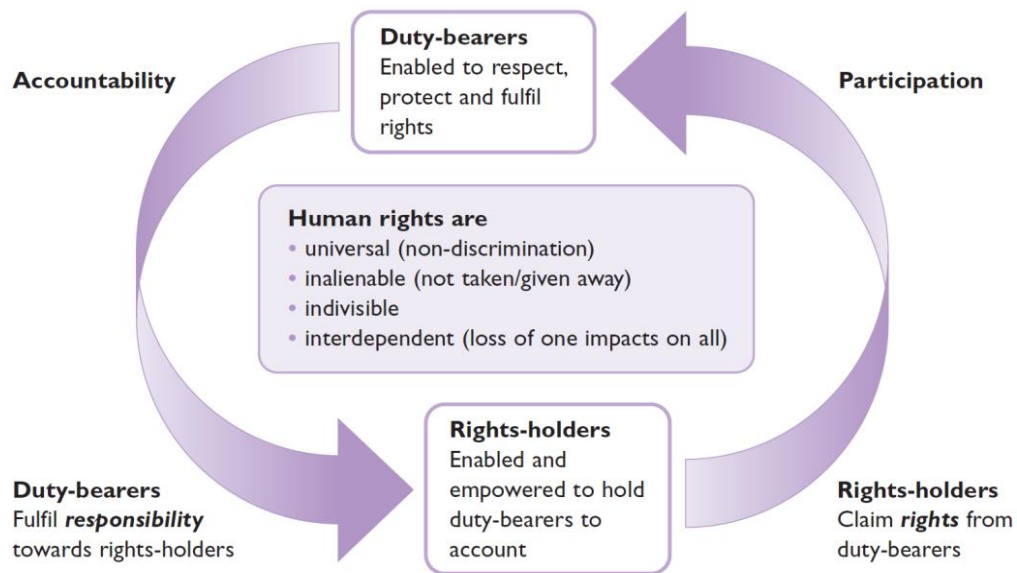 Duty-bearers
Enabled to respect,
protect and fulfil
rights
Accountability
Participation
Human rights are
• universal (non-discrimination)
• inalienable (not taken/given away)
• indivisible
• interdependent (loss of one impacts on all)
Duty-bearers
Fulfil responsibility
towards rights-holders
Rights-holders
Enabled and
empowered to hold
duty-bearers to
account
Rights-holders
Claim rights from
duty-bearers